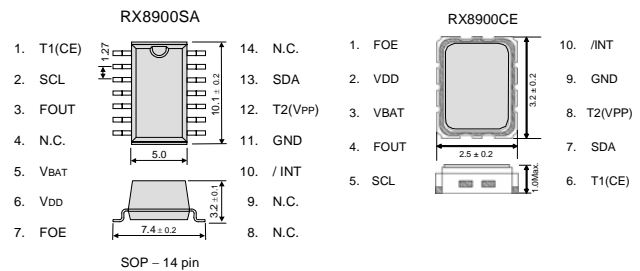 RX8900SA
1. T1(CE)
2. SCL
3. FOUT
4. N.C.
5. VBAT
6. VDD
7. FOE
1.27
10.1 ± 0.2
5.0
3.2 ± 0.1
7.4 ± 0.2
14. N.C.
13. SDA
12. T2(VPP)
11. GND
10. / INT
9. N.C.
8. N.C.
SOP – 14 pin
RX8900CE
1. FOE
2. VDD
3. VBAT
4. FOUT
5. SCL
3.2 ± 0.2
2.5 ± 0.2
1.0Max.
10. /INT
9. GND
8. T2(VPP)
7. SDA
6. T1(CE)